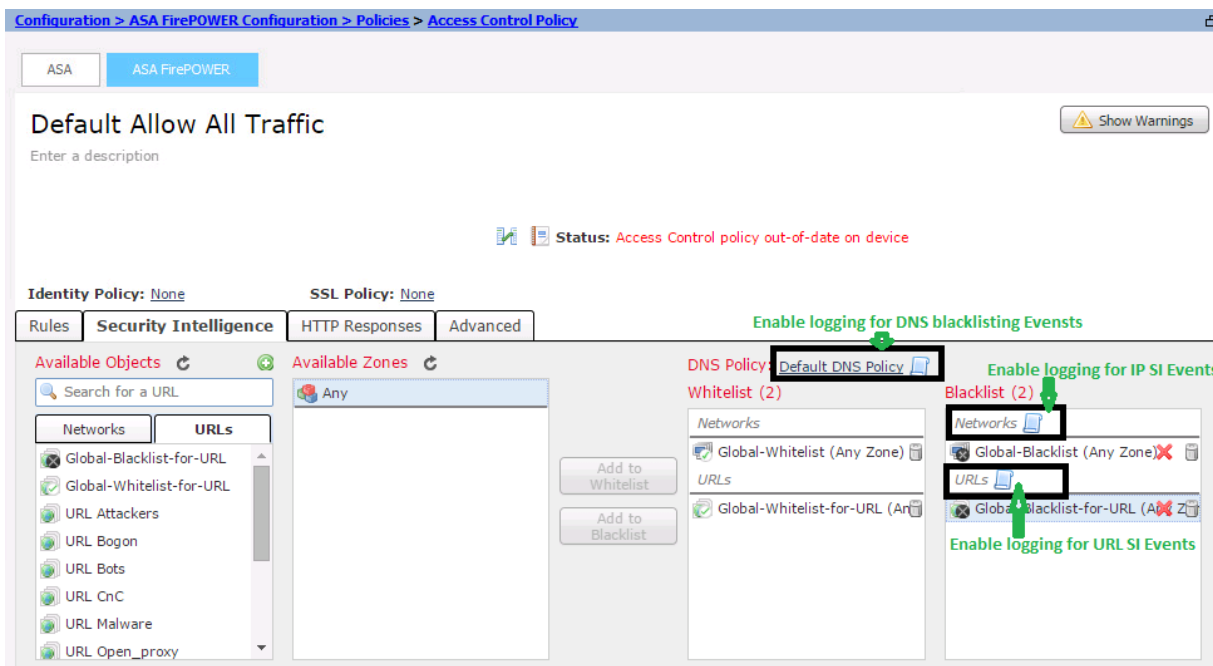 Configuration > ASA FirePOWER Configuration > Policies > Access Control Policy
ASA
ASA FirePOWER
Default Allow All Traffic
Show Warnings
Enter a description
Status: Access Control policy out-of-date on device
Identity Policy: None
SSL Policy: None
Rules
Security Intelligence
HTTP Responses
Advanced
Enable logging for DNS blacklisting Evensts
Available Objects
Available Zones
DNS Policy: Default DNS Policy
Enable logging for IP SI Events
Search for a URL
Any
Whitelist (2)
Blacklist (2)
Networks
URLs
Networks
Networks
Global-Blacklist-for-URL
Global-Whitelist (Any Zone)
Global-Blacklist (Any Zone)
Global-Whitelist-for-URL
Add to Whitelist
URLs
URLs
URL Attackers
Global-Whitelist-for-URL (An
Global-Blacklist-for-URL (Any Z
URL Bogon
Add to Blacklist
Enable logging for URL SI Events
URL Bots
URL CnC
URL Malware
URL Open_proxy